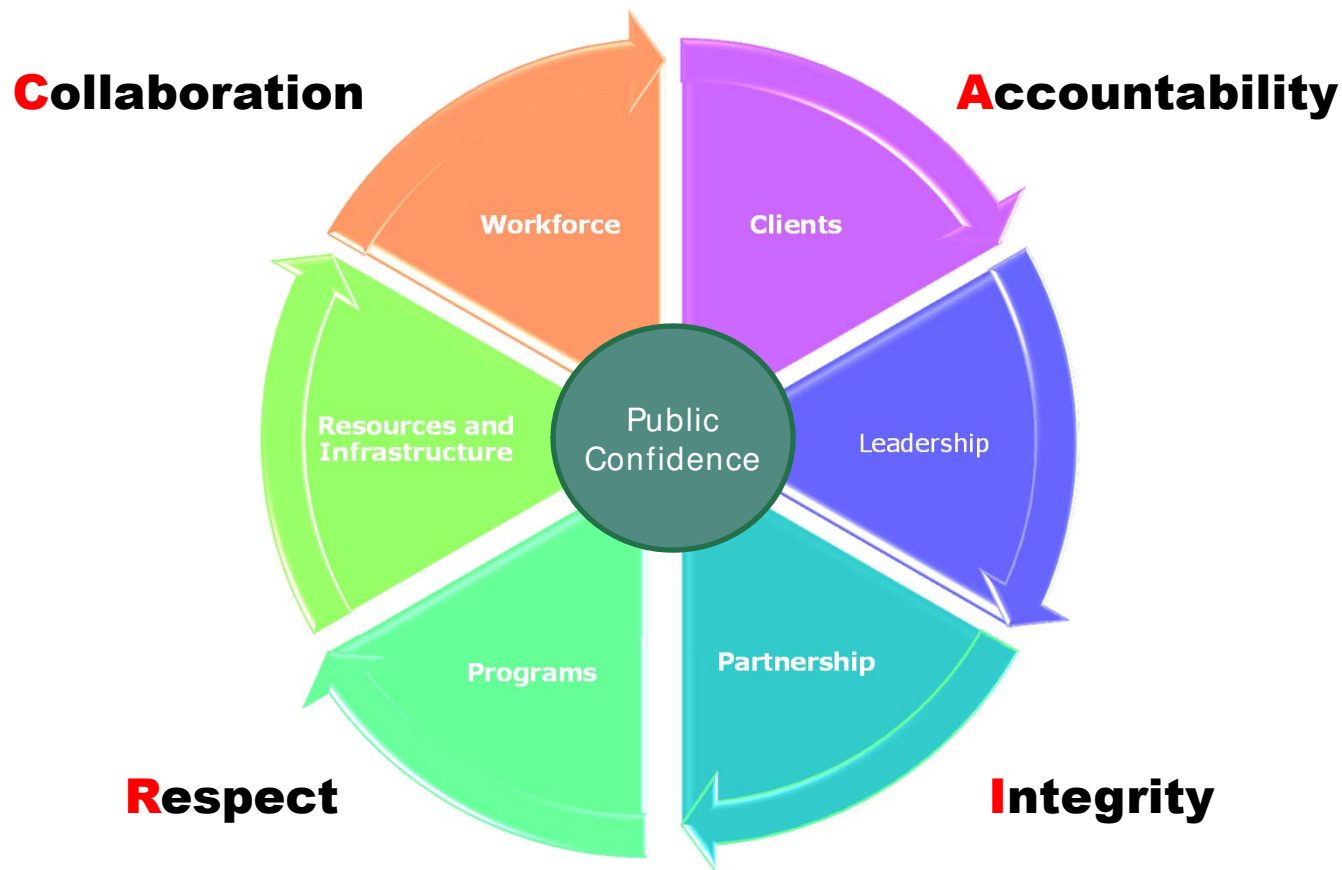 Collaboration
Accountability
Workforce
Clients
Resources and
Infrastructure
Public
Confidence
Leadership
Programs
Partnership
Respect
Integrity